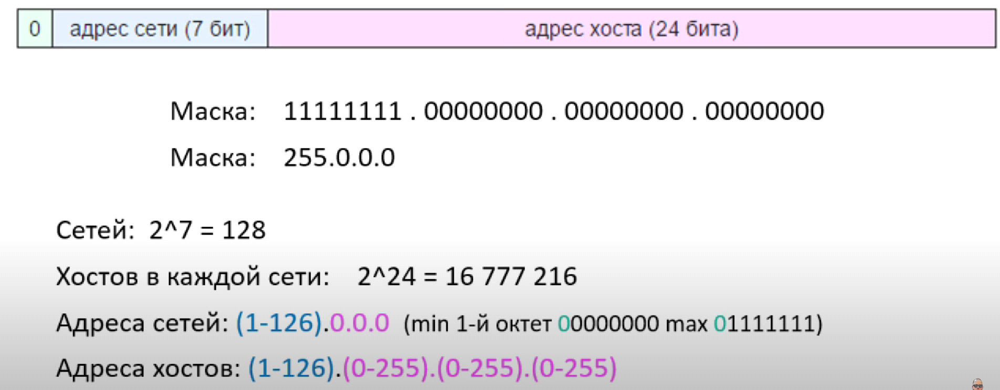 0 адрес сети (7 бит) адрес хоста (24 бита)
Маска: 11111111 . 00000000 . 00000000 . 00000000
Маска: 255.0.0.0
Сетей: 2^7 = 128
Хостов в каждой сети: 2^24 = 16 777 216
Адреса сетей: (1-126).0.0.0 (min 1-й октет 00000000 max 01111111)
Адреса хостов: (1-126).(0-255).(0-255).(0-255)